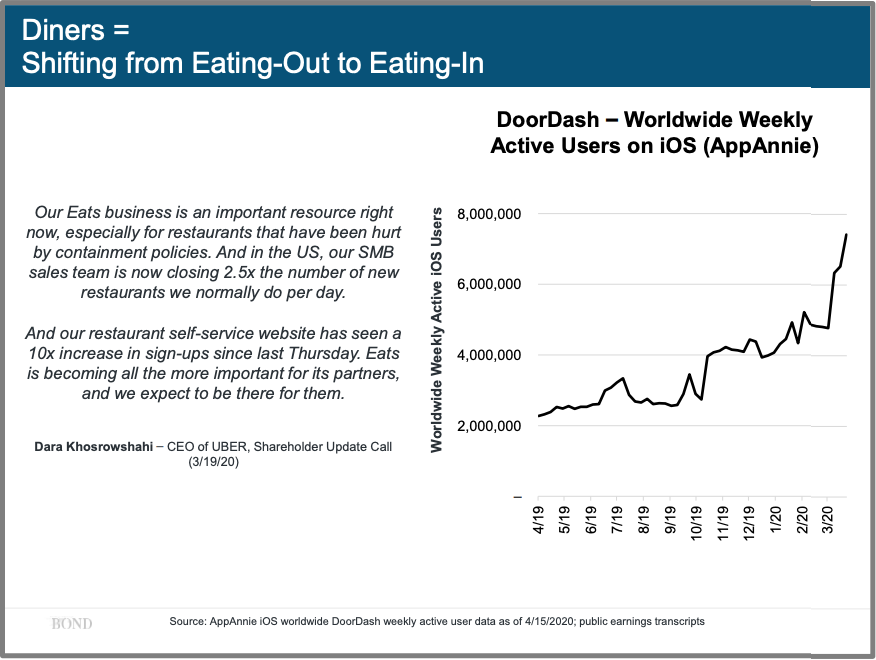 Diners =
Shifting from Eating-Out to Eating-In
Our Eats business is an important resource right
now, especially for restaurants that have been hurt
by containment policies. And in the US, our SMB
sales team is now closing 2.5x the number of new
restaurants we normally do per day.
And our restaurant self-service website has seen a
10x increase in sign-ups since last Thursday. Eats
is becoming all the more important for its partners,
and we expect to be there for them.
Dara Khosrowshahi – CEO of UBER, Shareholder Update Call
(3/19/20)
DoorDash – Worldwide Weekly
Active Users on iOS (AppAnnie)
Worldwide Weekly Active iOS Users
8,000,000
6,000,000
4,000,000
2,000,000
–
4/19
5/19
6/19
7/19
8/19
9/19
10/19
11/19
12/19
1/20
2/20
3/20
BOND
Source: AppAnnie iOS worldwide DoorDash weekly active user data as of 4/15/2020; public earnings transcripts